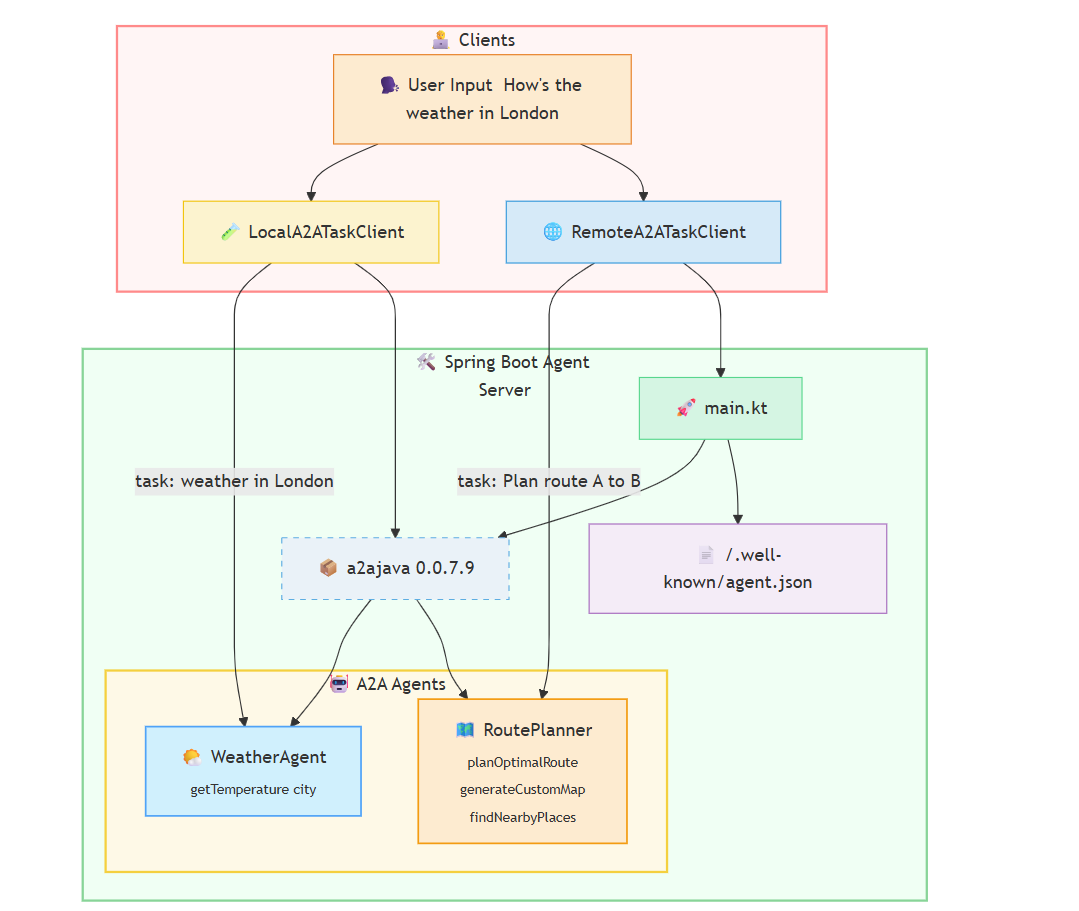 Clients
User Input  How's the
weather in London
LocalA2ATaskClient
RemoteA2ATaskClient
Spring Boot Agent
Server
main.kt
task: weather in London
task: Plan route A to B
a2ajava 0.0.7.9
/.well-
known/agent.json
A2A Agents
WeatherAgent
getTemperature city
RoutePlanner
planOptimalRoute
generateCustomMap
findNearbyPlaces